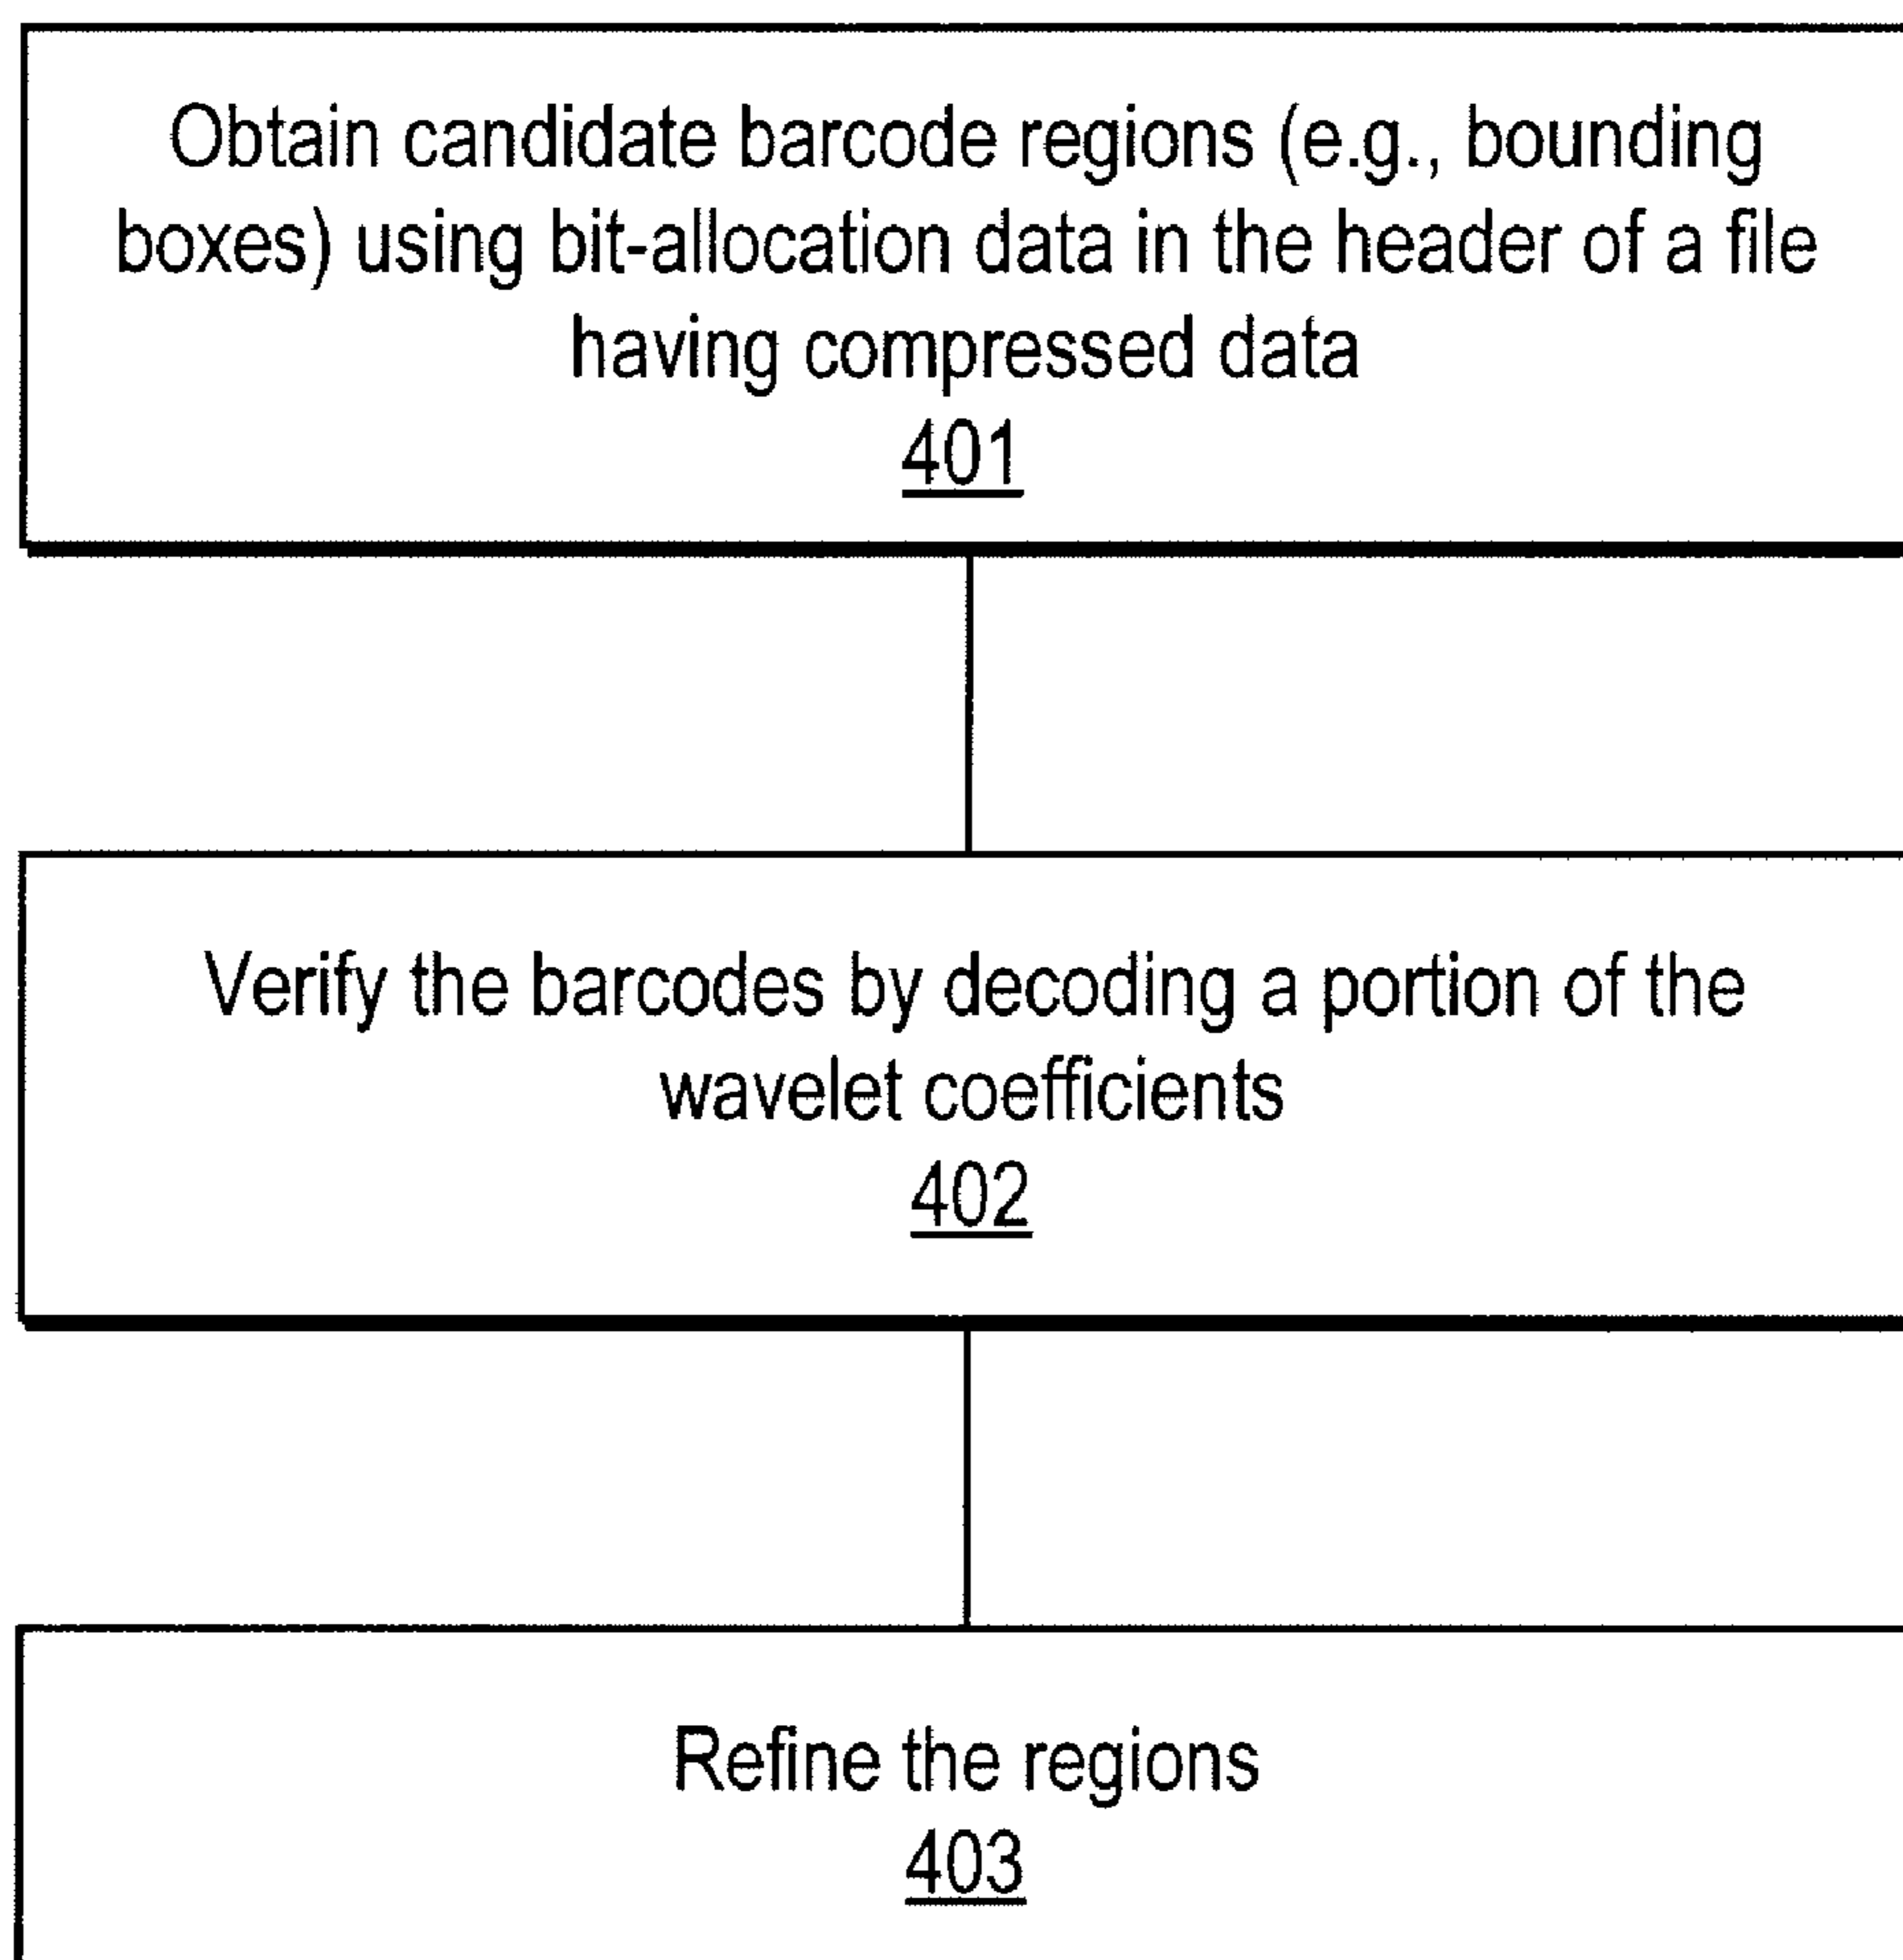 Obtain candidate barcode regions (e.g., bounding
boxes) using bit-allocation data in the header of a file
having compressed data
401
Verify the barcodes by decoding a portion of the
wavelet coefficients
402
Refine the regions
403